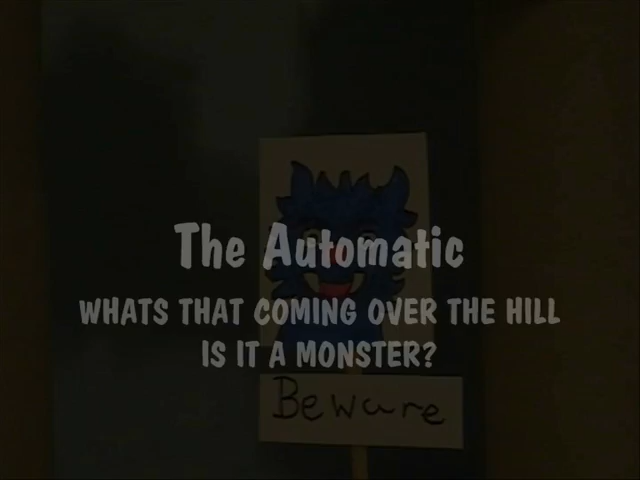 The Automatic
WHATS THAT COMING OVER THE HILL
IS IT A MONSTER?
Beware